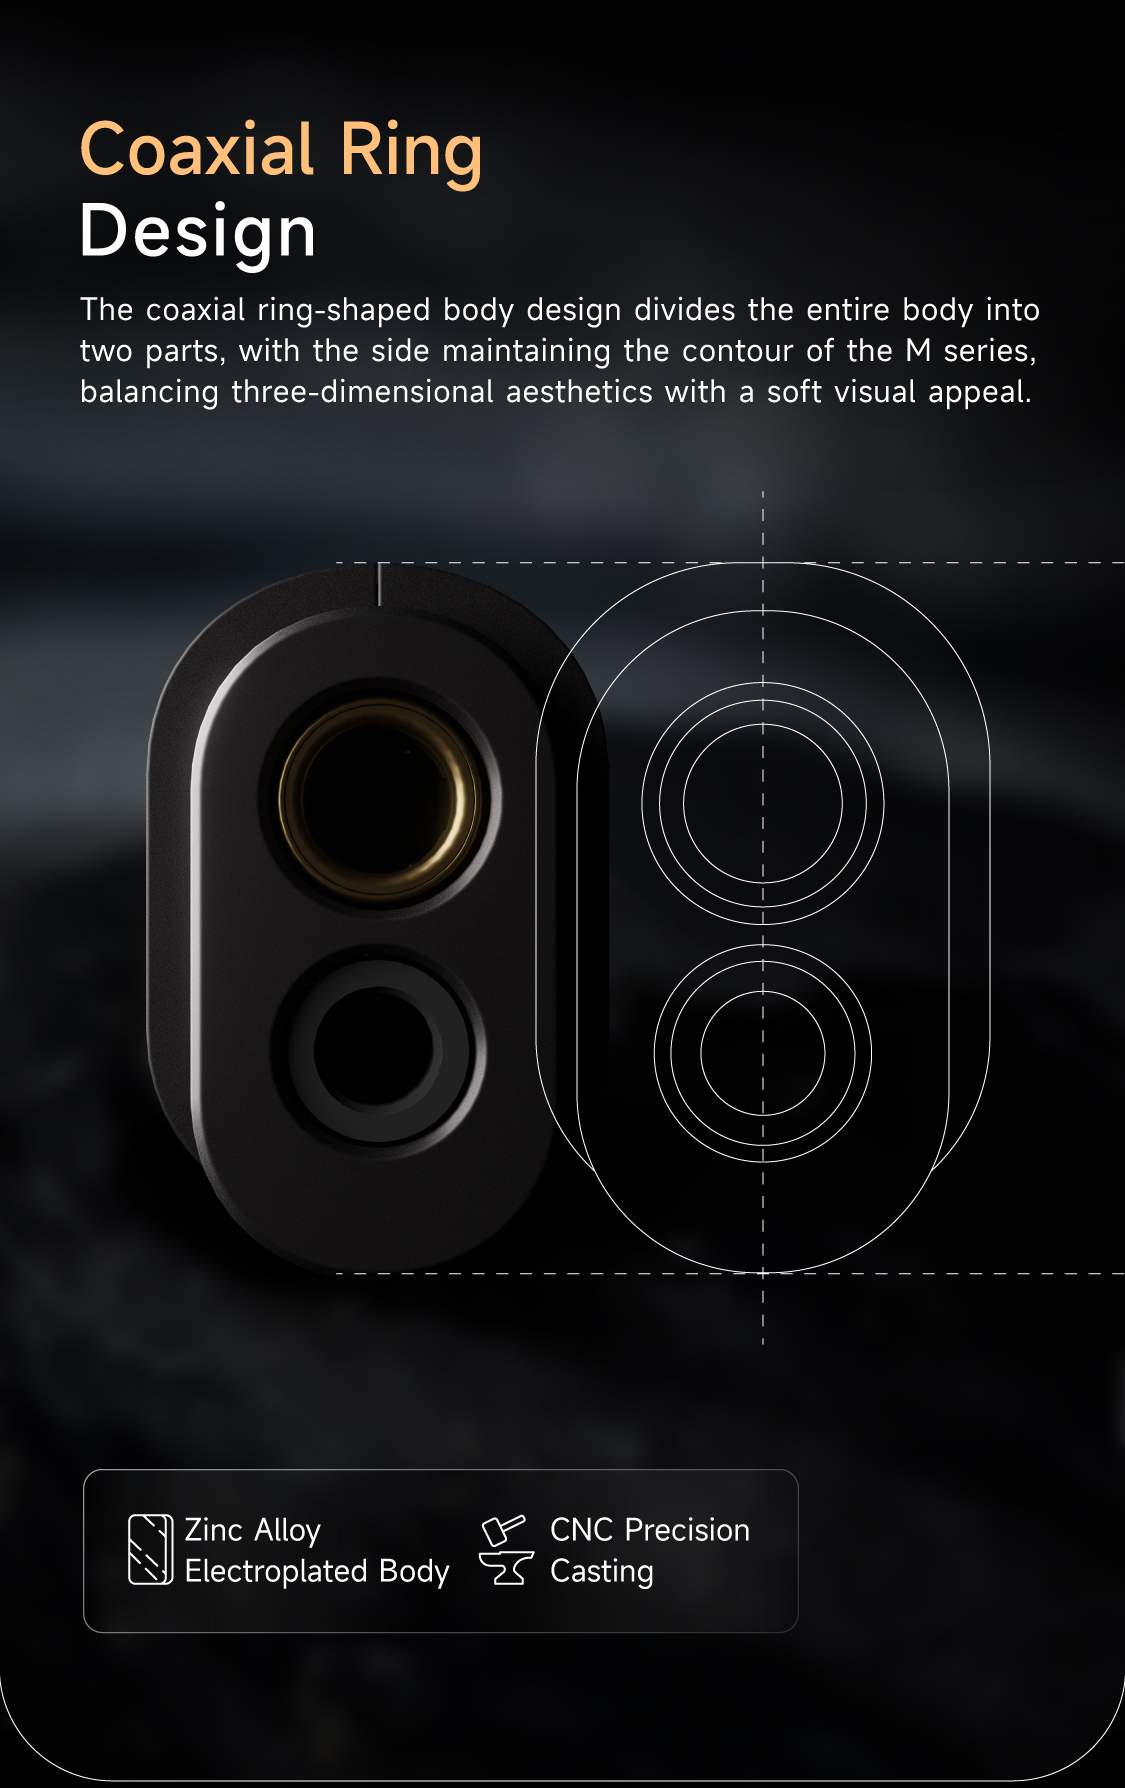 Coaxial Ring
Design
The coaxial ring-shaped body design divides the entire body into
two parts, with the side maintaining the contour of the M series,
balancing three-dimensional aesthetics with a soft visual appeal.
Zinc Alloy
Electroplated Body
CNC Precision
Casting